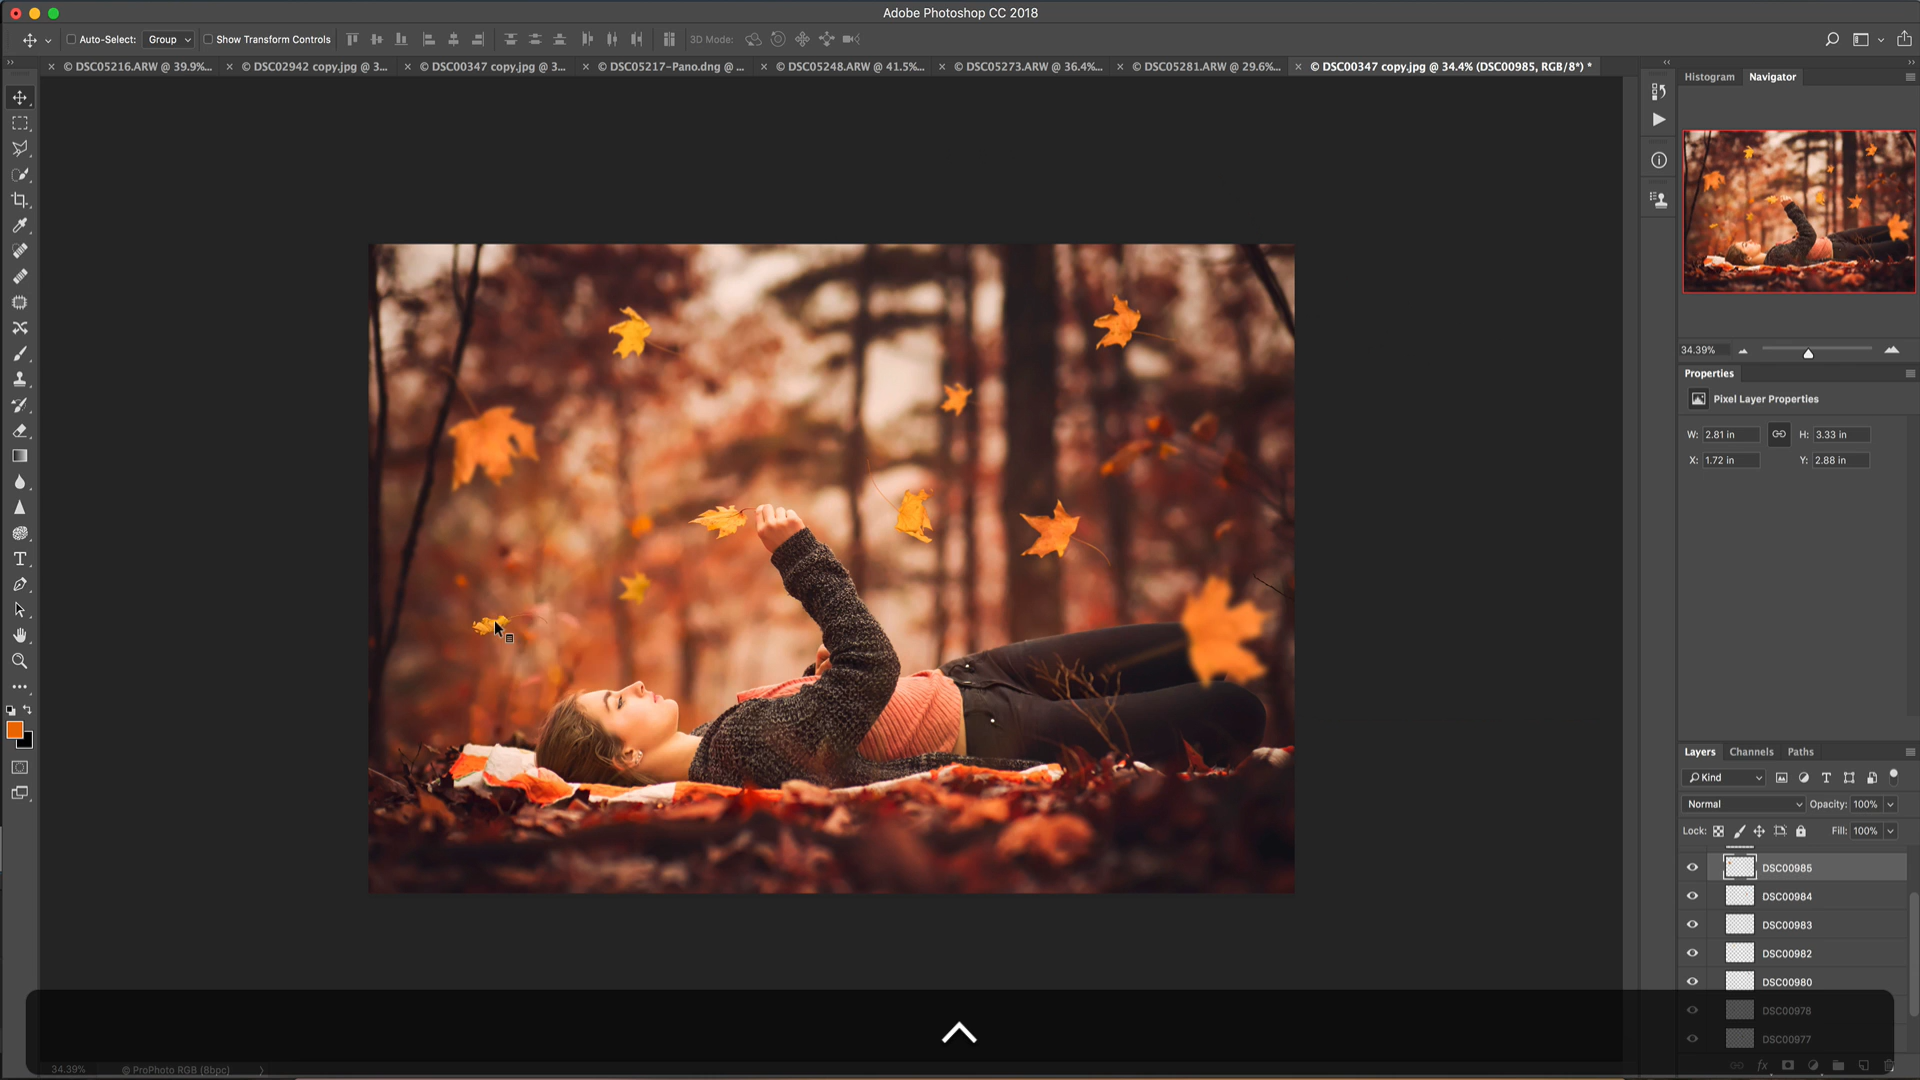 Adobe Photoshop CC 2018
Auto-Select: Group Show Transform Controls 3D Mode:
© DSC05216.ARW @ 39.9%... © DSC02942 copy.jpg @ 3... © DSC00347 copy.jpg @ 3... © DSC05217-Pano.dng @ ... © DSC05248.ARW @ 41.5%... © DSC05273.ARW @ 36.4%... © DSC05281.ARW @ 29.6%... © DSC00347 copy.jpg @ 34.4% (DSC00985, RGB/8*) *
Histogram Navigator
34.39%
Properties
Pixel Layer Properties
W: 2.81 in H: 3.33 in
X: 1.72 in Y: 2.88 in
Layers Channels Paths
Kind
Normal Opacity: 100%
Lock: Fill: 100%
DSC00985
DSC00984
DSC00983
DSC00982
DSC00980
DSC00978
DSC00977
34.39% © ProPhoto RGB (8bpc)